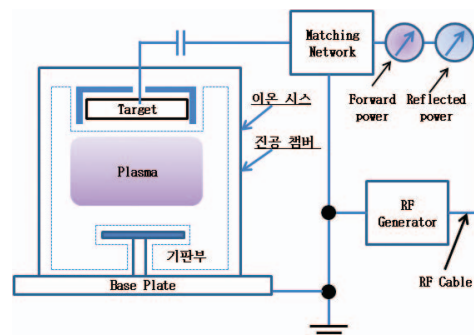 Matching
Network
Forward
power
Reflected
power
Target
이온 시스
진공 챔버
Plasma
RF
Generator
기판부
Base Plate
RF Cable